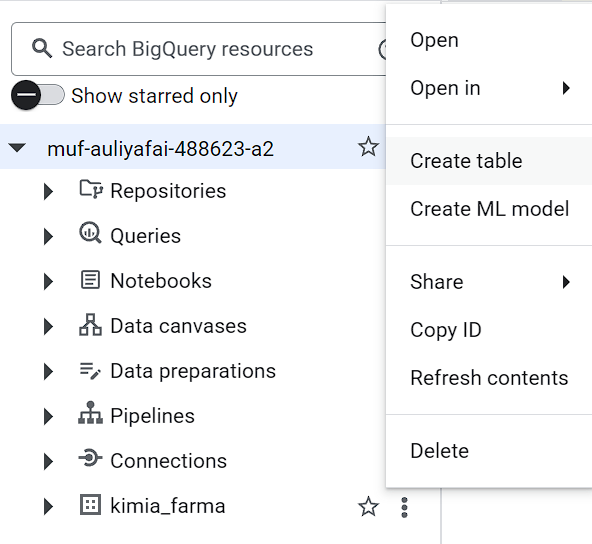 Search BigQuery resources
Show starred only
muf-auliyafai-488623-a2
Repositories
Queries
Notebooks
Data canvases
Data preparations
Pipelines
Connections
kimia_farma
Open
Open in
Create table
Create ML model
Share
Copy ID
Refresh contents
Delete